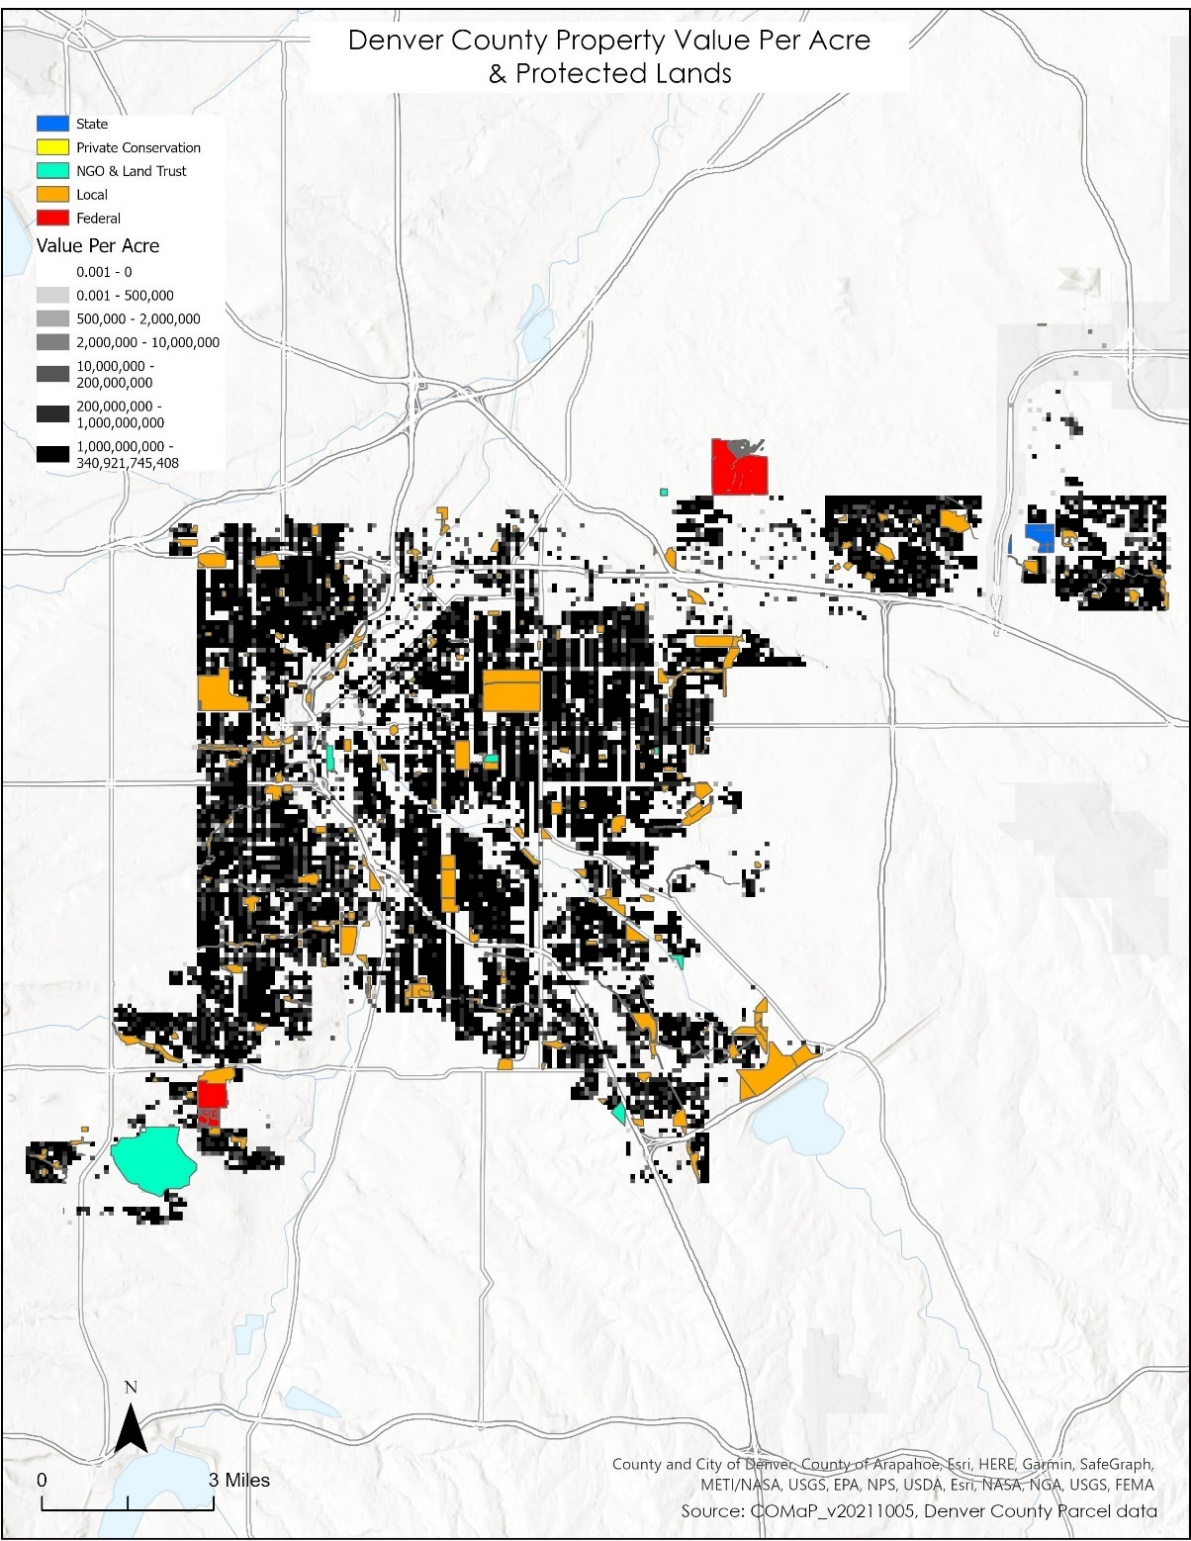 Denver County Property Value Per Acre
& Protected Lands
State
Private Conservation
NGO & Land Trust
Local
Federal
Value Per Acre
0.001 - 0
0.001 - 500,000
500,000 - 2,000,000
2,000,000 - 10,000,000
10,000,000 -
200,000,000
200,000,000 -
1,000,000,000
1,000,000,000 -
340,921,745,408
N
0 3 Miles
County and City of Denver, County of Arapahoe, Esri, HERE, Garmin, SafeGraph,
METI/NASA, USGS, EPA, NPS, USDA, Esri, NASA, NGA, USGS, FEMA
Source: COMaP_v20211005, Denver County Parcel data